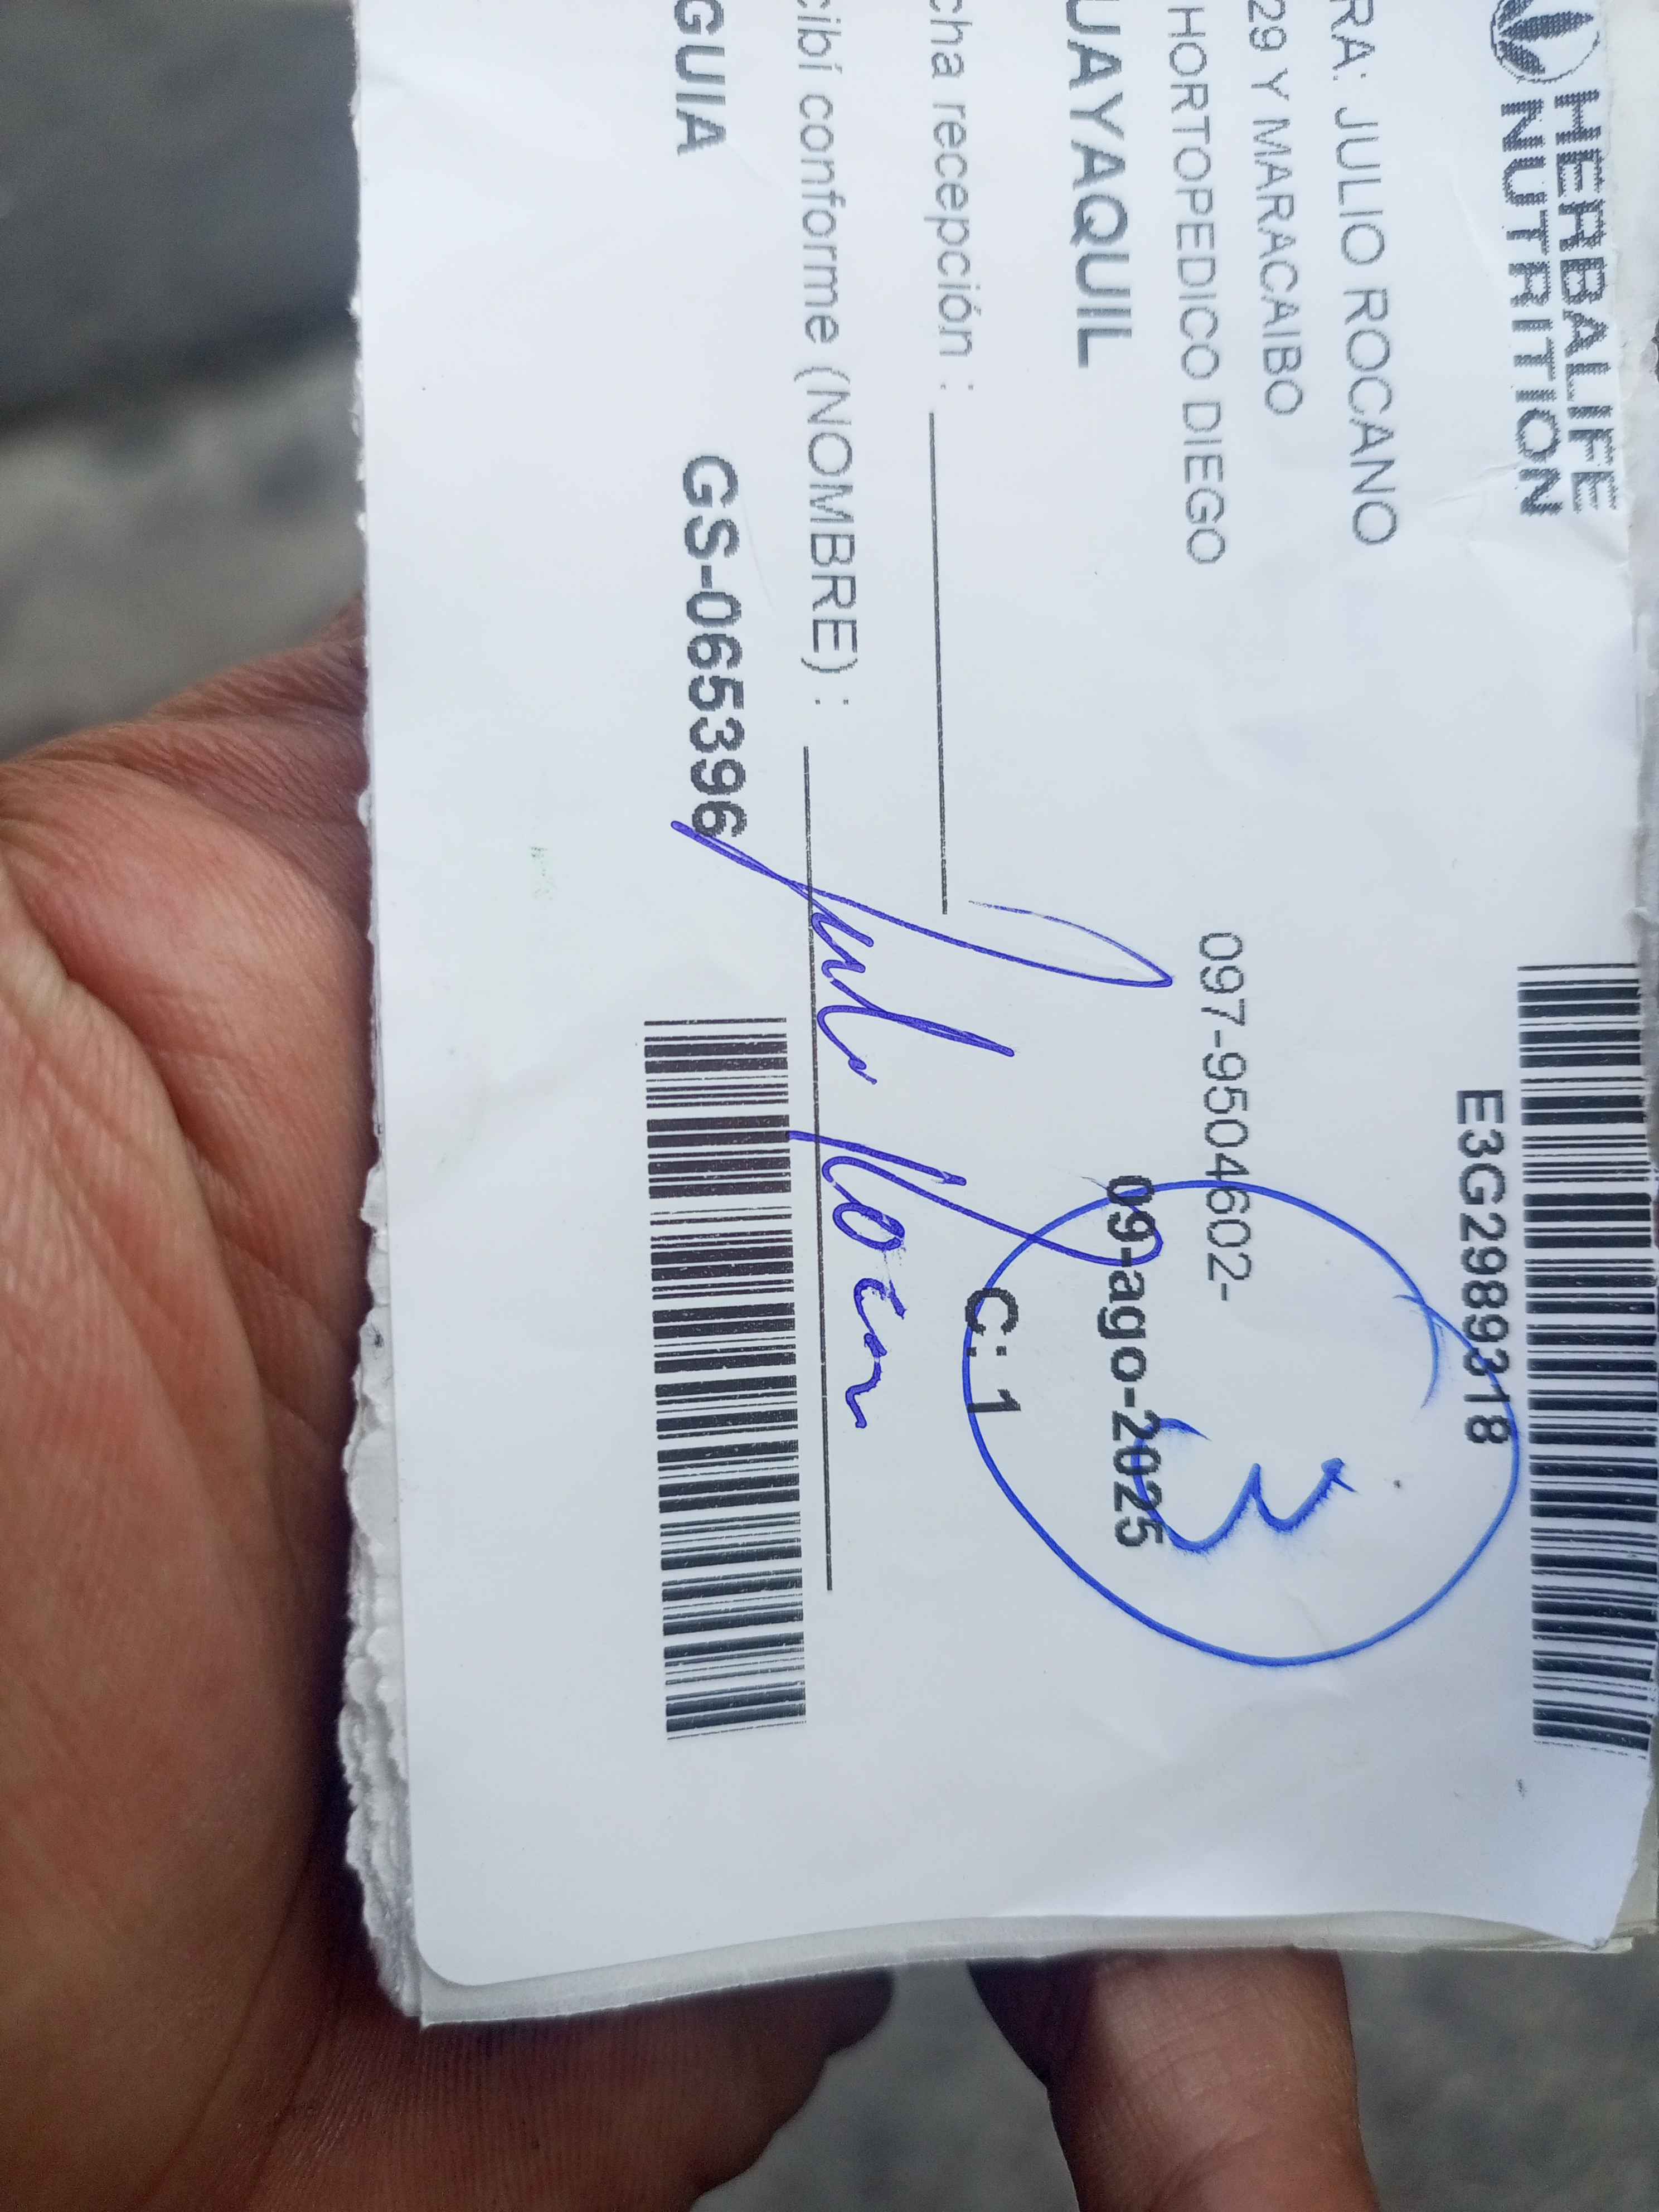 HERBALIFE
NUTRITION
E3G2989318
RA: JULIO ROCANO
29 Y MARACAIBO
HORTOPEDICO DIEGO
097-9504602-
UAYAQUIL
09-ago-2025
3
cha recepción :
C: 1
cibí conforme (NOMBRE) :
GUIA
GS-065396